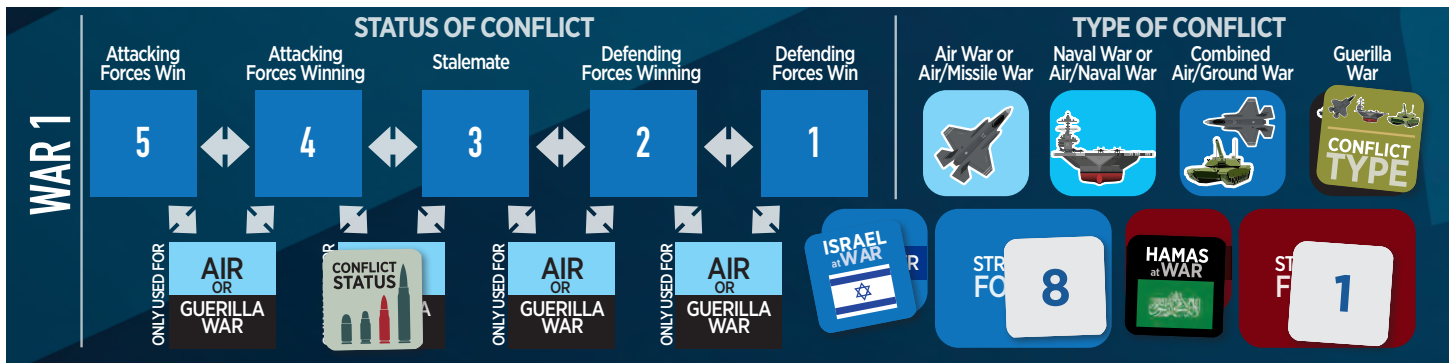 WAR 1
STATUS OF CONFLICT
Attacking
Forces Win
Attacking
Forces Winning
Stalemate
Defending
Forces Winning
Defending
Forces Win
5
4
3
2
1
TYPE OF CONFLICT
Air War or
Air/Missile War
Naval War or
Air/Naval War
Combined
Air/Ground War
Guerilla
War
CONFLICT
TYPE
ONLY USED FOR
AIR
OR
GUERILLA
WAR
CONFLICT
STATUS
ONLY USED FOR
AIR
OR
GUERILLA
WAR
ONLY USED FOR
AIR
OR
GUERILLA
WAR
ISRAEL
at WAR
8
HAMAS
at WAR
1